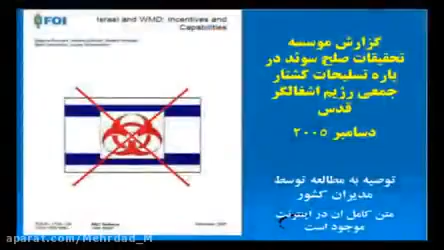 FOI
Israel and WMD: Incentives and
Capabilities
گزارش موسسه
تحقیقات صلح سوئد در
باره تسلیحات کشتار
جمعی رژیم اشغالگر
قدس
دسامبر ۲۰۰۵
توصیه به مطالعه توسط
مدیران کشور
متن کامل ان در اینترنت
موجود است
aparat.com/Mehrdad_M